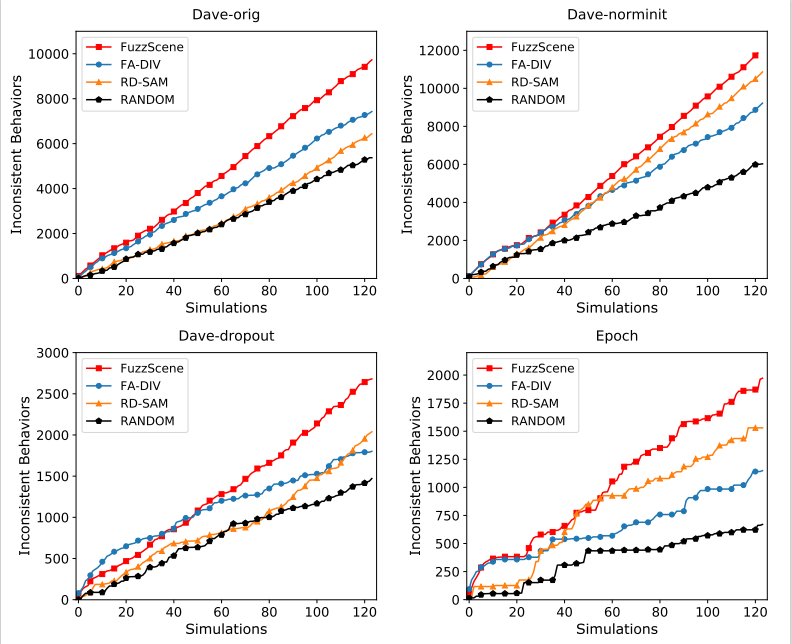 Dave-orig
Inconsistent Behaviors
10000
8000
6000
4000
2000
0
FuzzScene
FA-DIV
RD-SAM
RANDOM
0 20 40 60 80 100 120
Simulations
Dave-norminit
Inconsistent Behaviors
12000
10000
8000
6000
4000
2000
0
FuzzScene
FA-DIV
RD-SAM
RANDOM
0 20 40 60 80 100 120
Simulations
Dave-dropout
Inconsistent Behaviors
3000
2500
2000
1500
1000
500
0
FuzzScene
FA-DIV
RD-SAM
RANDOM
0 20 40 60 80 100 120
Simulations
Epoch
Inconsistent Behaviors
2000
1750
1500
1250
1000
750
500
250
0
FuzzScene
FA-DIV
RD-SAM
RANDOM
0 20 40 60 80 100 120
Simulations